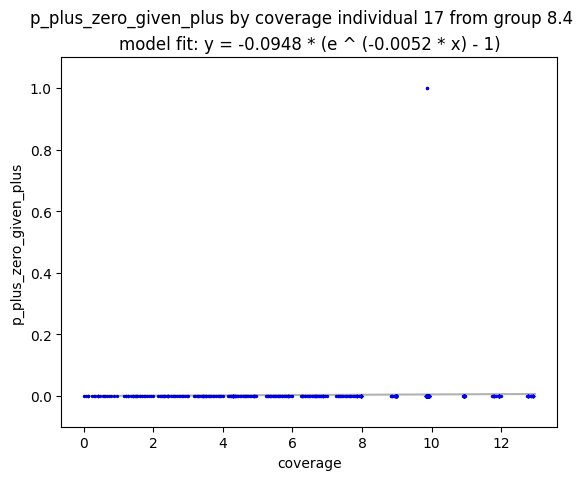 p_plus_zero_given_plus by coverage individual 17 from group 8.4
model fit: y = -0.0948 * (e ^ (-0.0052 * x) - 1)
1.0
0.8
0.6
0.4
0.2
0.0
p_plus_zero_given_plus
0 2 4 6 8 10 12
coverage